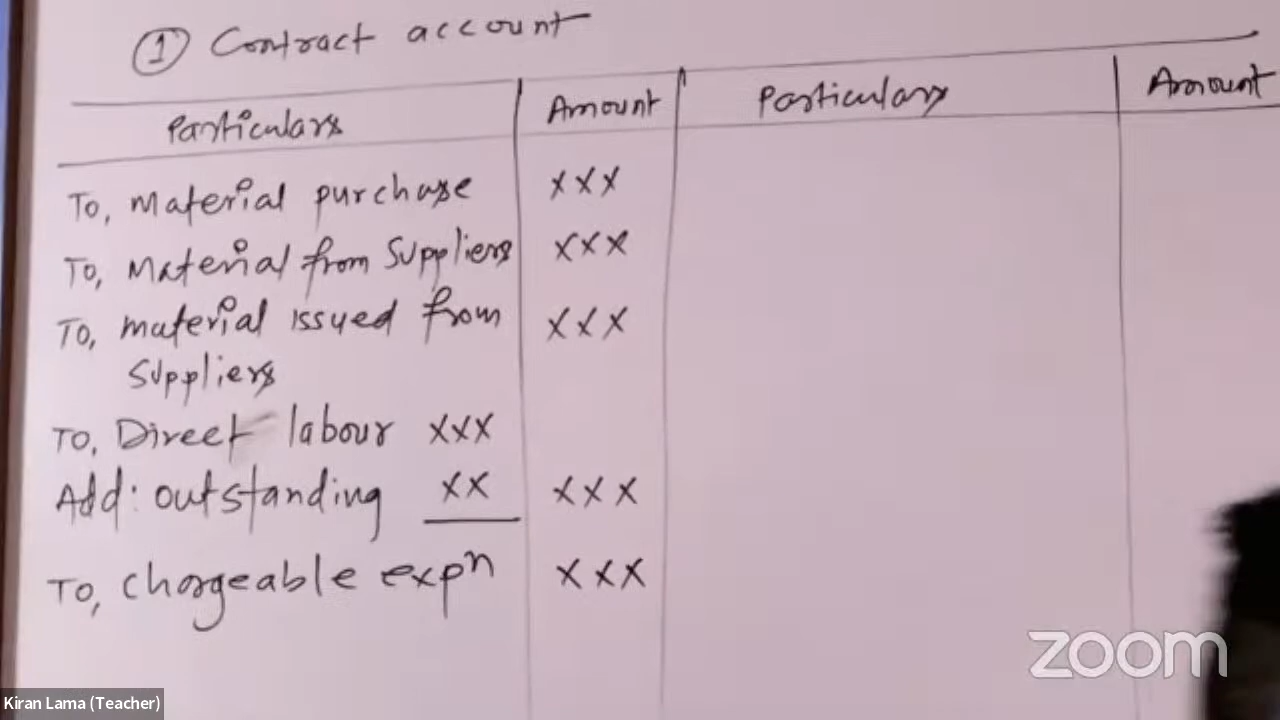 ① Contract account
Particulars Amount Particulars Amount
To, Material purchase xxx
To, Material from Suppliers xxx
To, material issued from xxx
Suppliers
To, Direct labour xxx
Add: outstanding xx xxx
To, Chargeable expn xxx
zoom
Kiran Lama (Teacher)